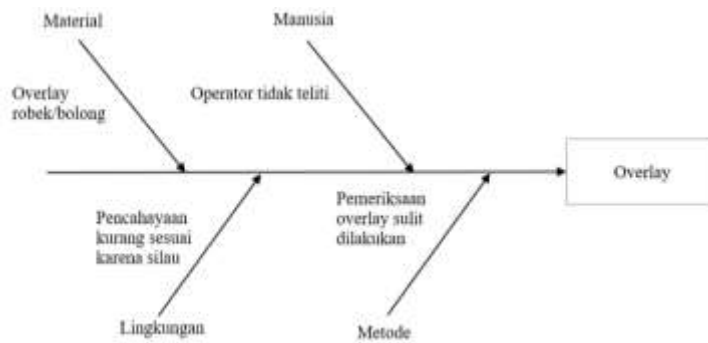 Material
Manusia
Overlay
robek/bolong
Operator tidak teliti
Overlay
Pencahayaan
kurang sesuai
karena silau
Pemeriksaan
overlay sulit
dilakukan
Lingkungan
Metode